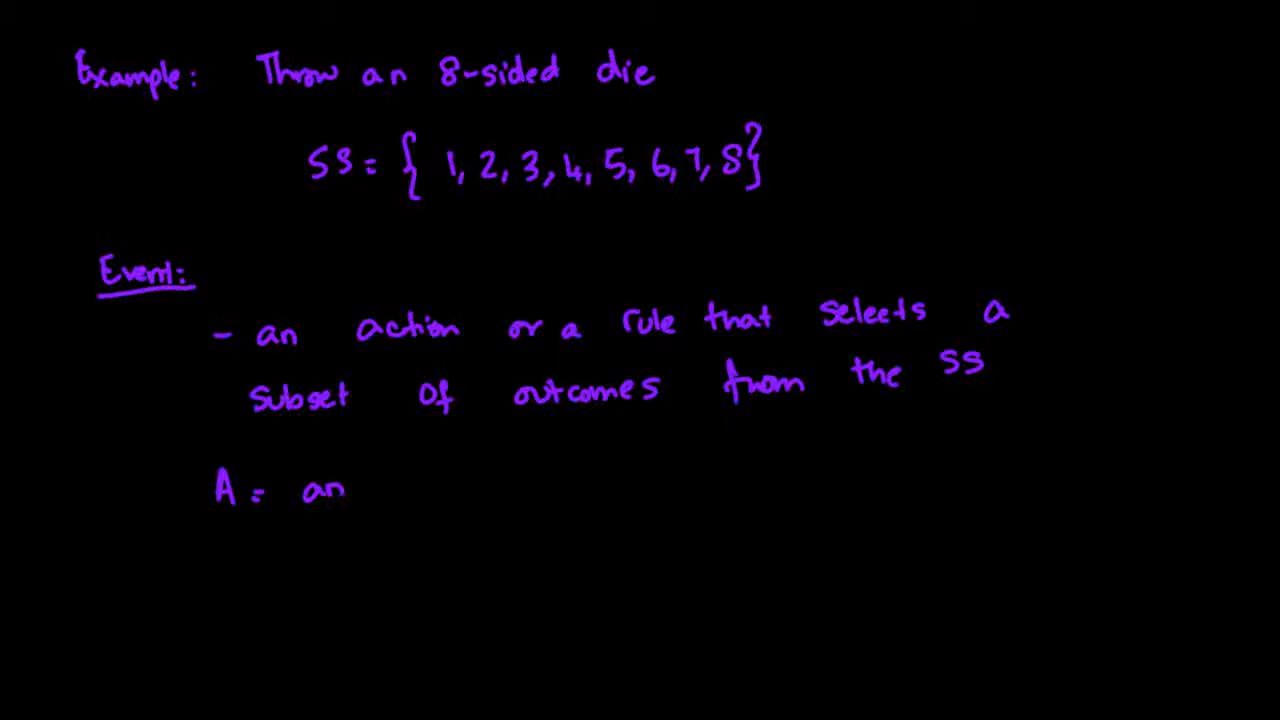 Example: Throw an 8-sided die
SS = { 1, 2, 3, 4, 5, 6, 7, 8}
Event:
- an action or a rule that selects a
subset of outcomes from the SS
A = an